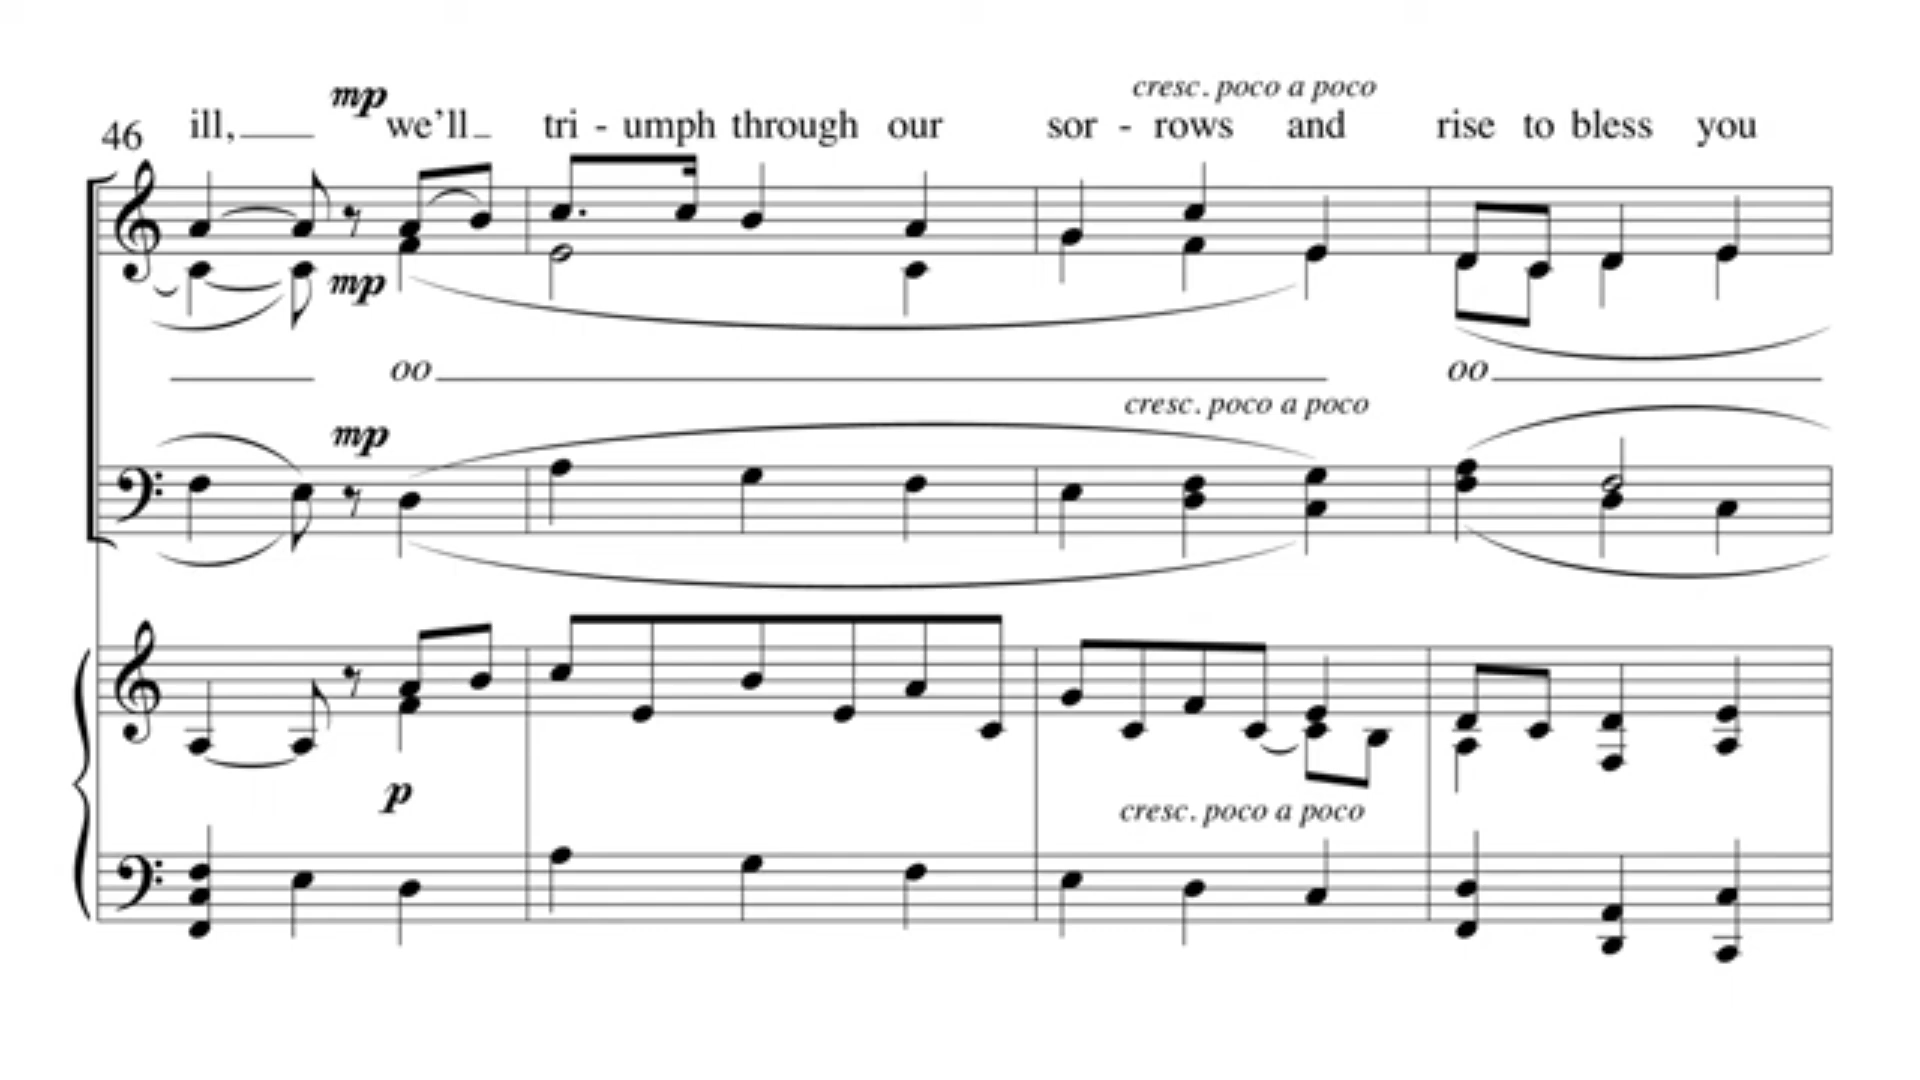 cresc. poco a poco
mp
46 ill, we'll tri - umph through our sor - rows and rise to bless you
mp
oo oo
cresc. poco a poco
mp
p
cresc. poco a poco